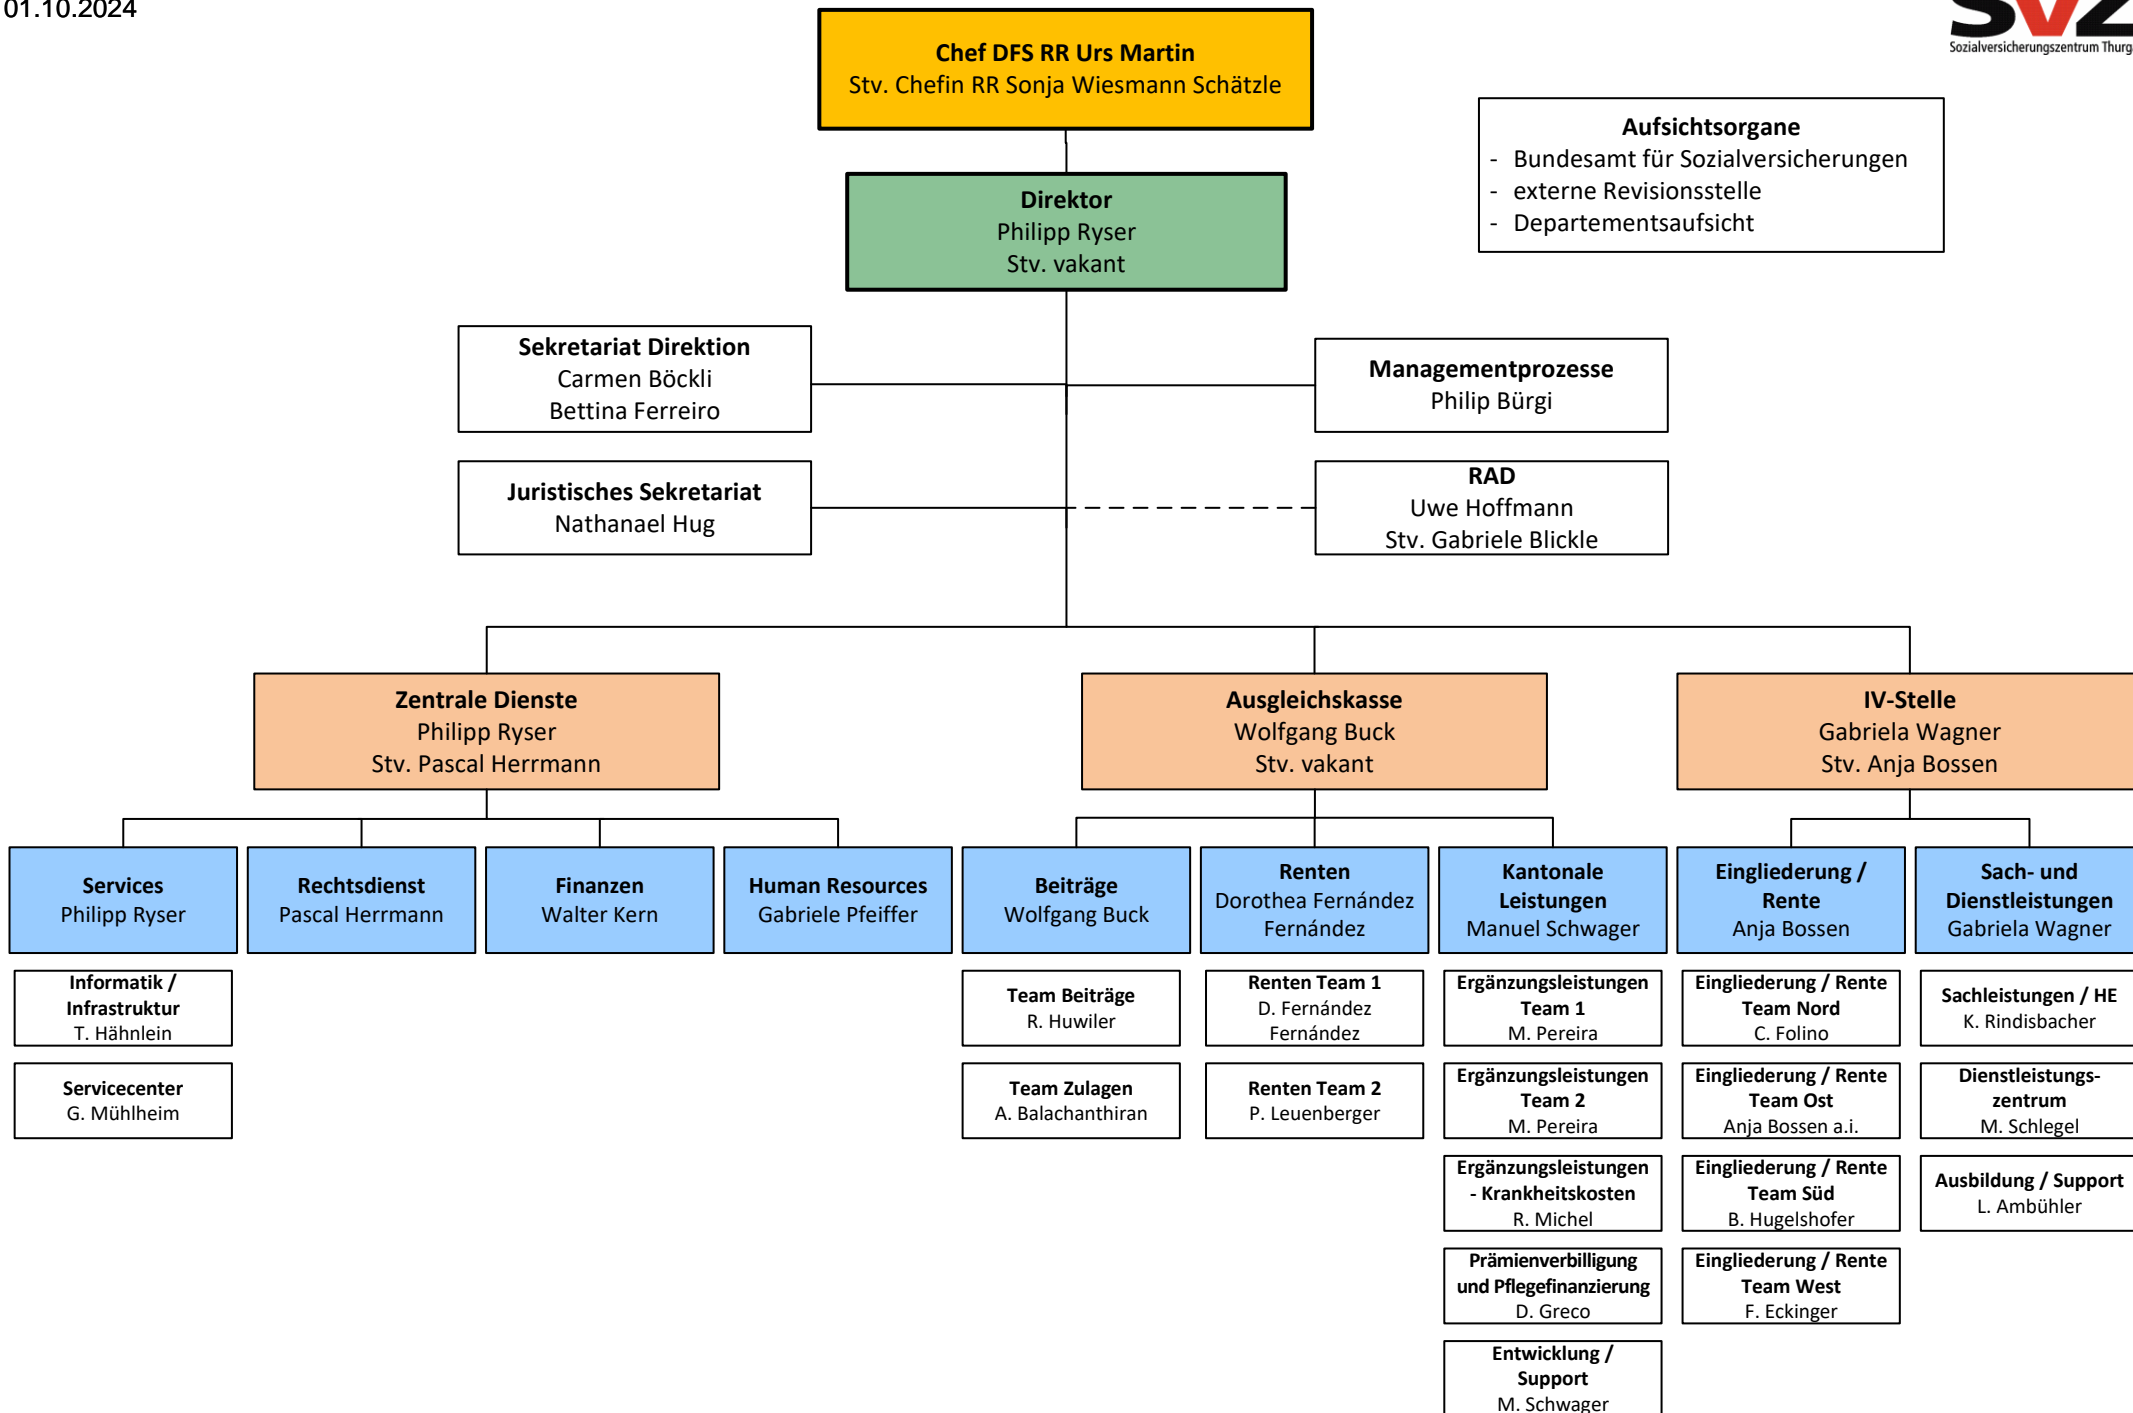 01.10.2024
SVZ
Sozialversicherungszentrum Thurg
Chef DFS RR Urs Martin
Stv. Chefin RR Sonja Wiesmann Schätzle
Aufsichtsorgane
- Bundesamt für Sozialversicherungen
- externe Revisionsstelle
- Departementsaufsicht
Direktor
Philipp Ryser
Stv. vakant
Sekretariat Direktion
Carmen Böckli
Bettina Ferreiro
Managementprozesse
Philip Bürgi
Juristisches Sekretariat
Nathanael Hug
RAD
Uwe Hoffmann
Stv. Gabriele Blickle
Zentrale Dienste
Philipp Ryser
Stv. Pascal Herrmann
Ausgleichskasse
Wolfgang Buck
Stv. vakant
IV-Stelle
Gabriela Wagner
Stv. Anja Bossen
Services
Philipp Ryser
Rechtsdienst
Pascal Herrmann
Finanzen
Walter Kern
Human Resources
Gabriele Pfeiffer
Beiträge
Wolfgang Buck
Renten
Dorothea Fernández
Fernández
Kantonale
Leistungen
Manuel Schwager
Eingliederung /
Rente
Anja Bossen
Sach- und
Dienstleistungen
Gabriela Wagner
Informatik /
Infrastruktur
T. Hähnlein
Servicecenter
G. Mühlheim
Team Beiträge
R. Huwiler
Team Zulagen
A. Balachanthiran
Renten Team 1
D. Fernández
Fernández
Renten Team 2
P. Leuenberger
Ergänzungsleistungen
Team 1
M. Pereira
Ergänzungsleistungen
Team 2
M. Pereira
Ergänzungsleistungen
- Krankheitskosten
R. Michel
Prämienverbilligung
und Pflegefinanzierung
D. Greco
Entwicklung /
Support
M. Schwager
Eingliederung / Rente
Team Nord
C. Folino
Eingliederung / Rente
Team Ost
Anja Bossen a.i.
Eingliederung / Rente
Team Süd
B. Hugelshofer
Eingliederung / Rente
Team West
F. Eckinger
Sachleistungen / HE
K. Rindisbacher
Dienstleistungs-
zentrum
M. Schlegel
Ausbildung / Support
L. Ambühler